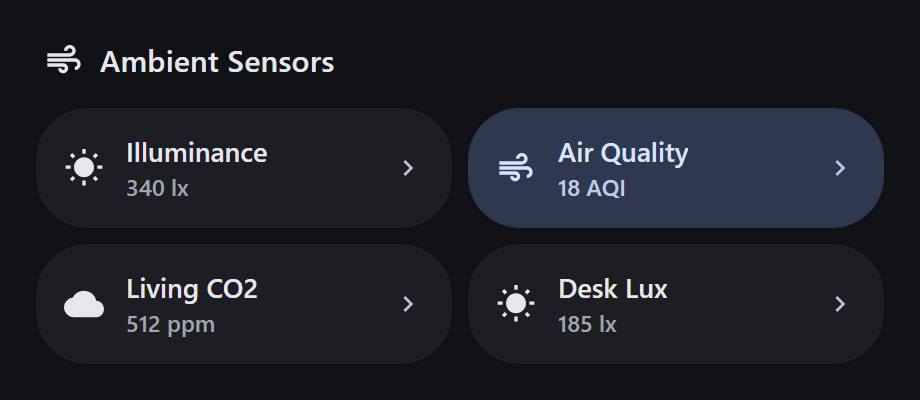 Ambient Sensors
Illuminance
340 lx
Air Quality
18 AQI
Living CO2
512 ppm
Desk Lux
185 lx